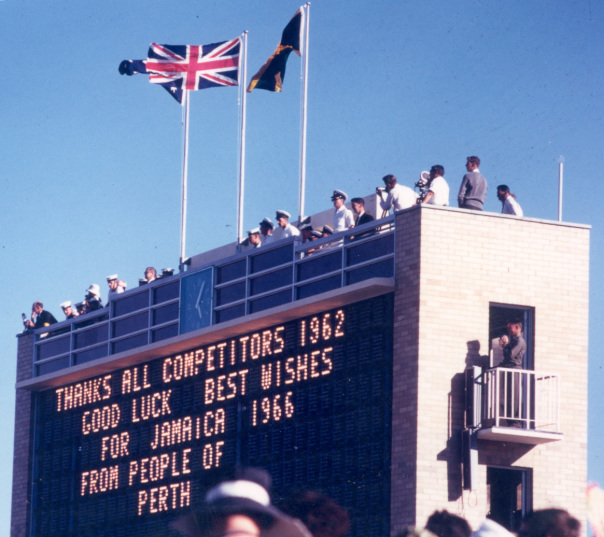 THANKS ALL COMPETITORS 1962
GOOD LUCK BEST WISHES
FOR JAMAICA 1966
FROM PEOPLE OF
PERTH